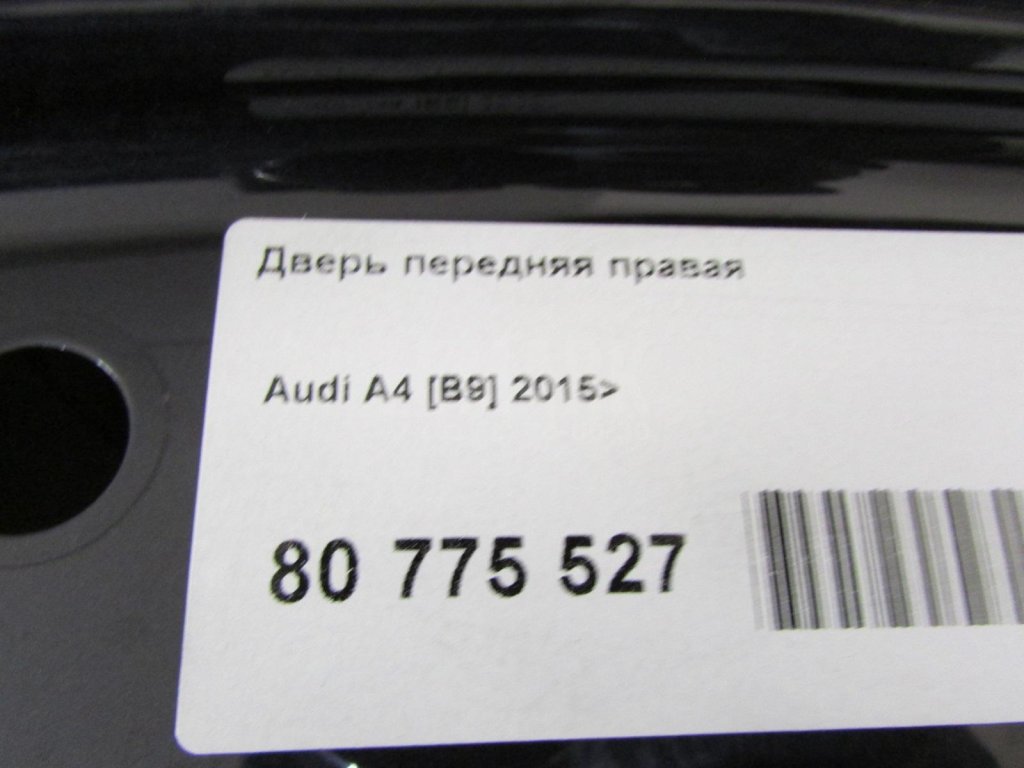 Дверь передняя правая
Audi A4 [B9] 2015>
80 775 527